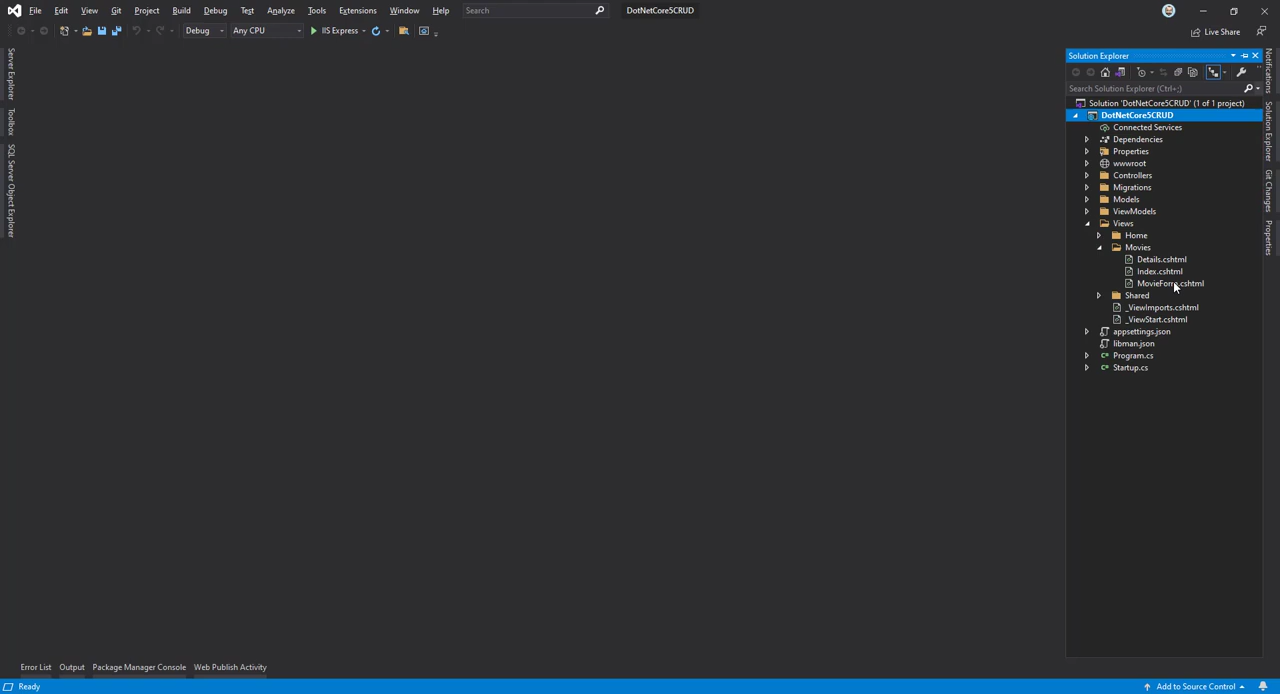 File Edit View Git Project Build Debug Test Analyze Tools Extensions Window Help Search DotNetCore5CRUD
Debug Any CPU IIS Express Live Share
Server Explorer
Toolbox
SQL Server Object Explorer
Solution Explorer
Search Solution Explorer (Ctrl+;)
Solution 'DotNetCore5CRUD' (1 of 1 project)
DotNetCore5CRUD
Connected Services
Dependencies
Properties
wwwroot
Controllers
Migrations
Models
ViewModels
Views
Home
Movies
Details.cshtml
Index.cshtml
MovieForm.cshtml
Shared
_ViewImports.cshtml
_ViewStart.cshtml
appsettings.json
libman.json
Program.cs
Startup.cs
Notifications
Solution Explorer
Git Changes
Properties
Error List Output Package Manager Console Web Publish Activity
Ready Add to Source Control